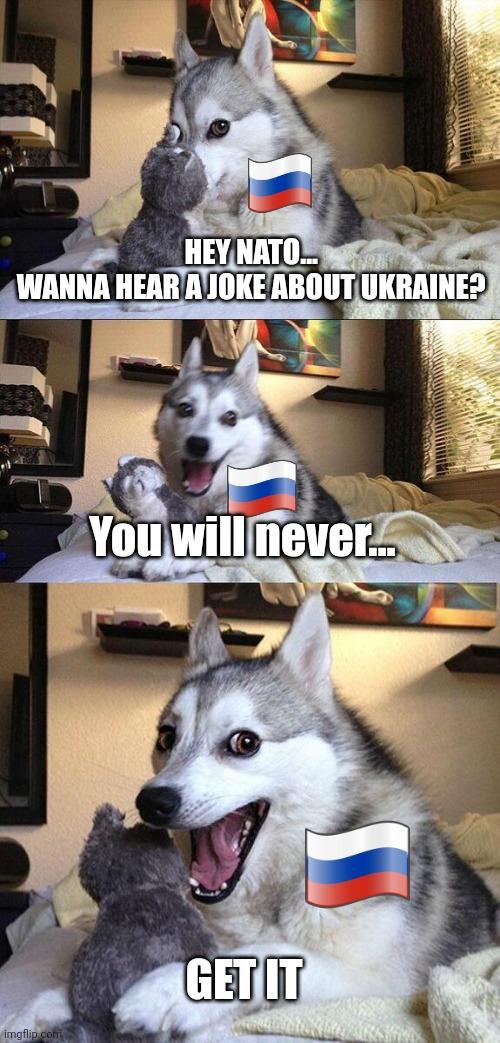 HEY NATO...
WANNA HEAR A JOKE ABOUT UKRAINE?
You will never...
GET IT
imgflip.com